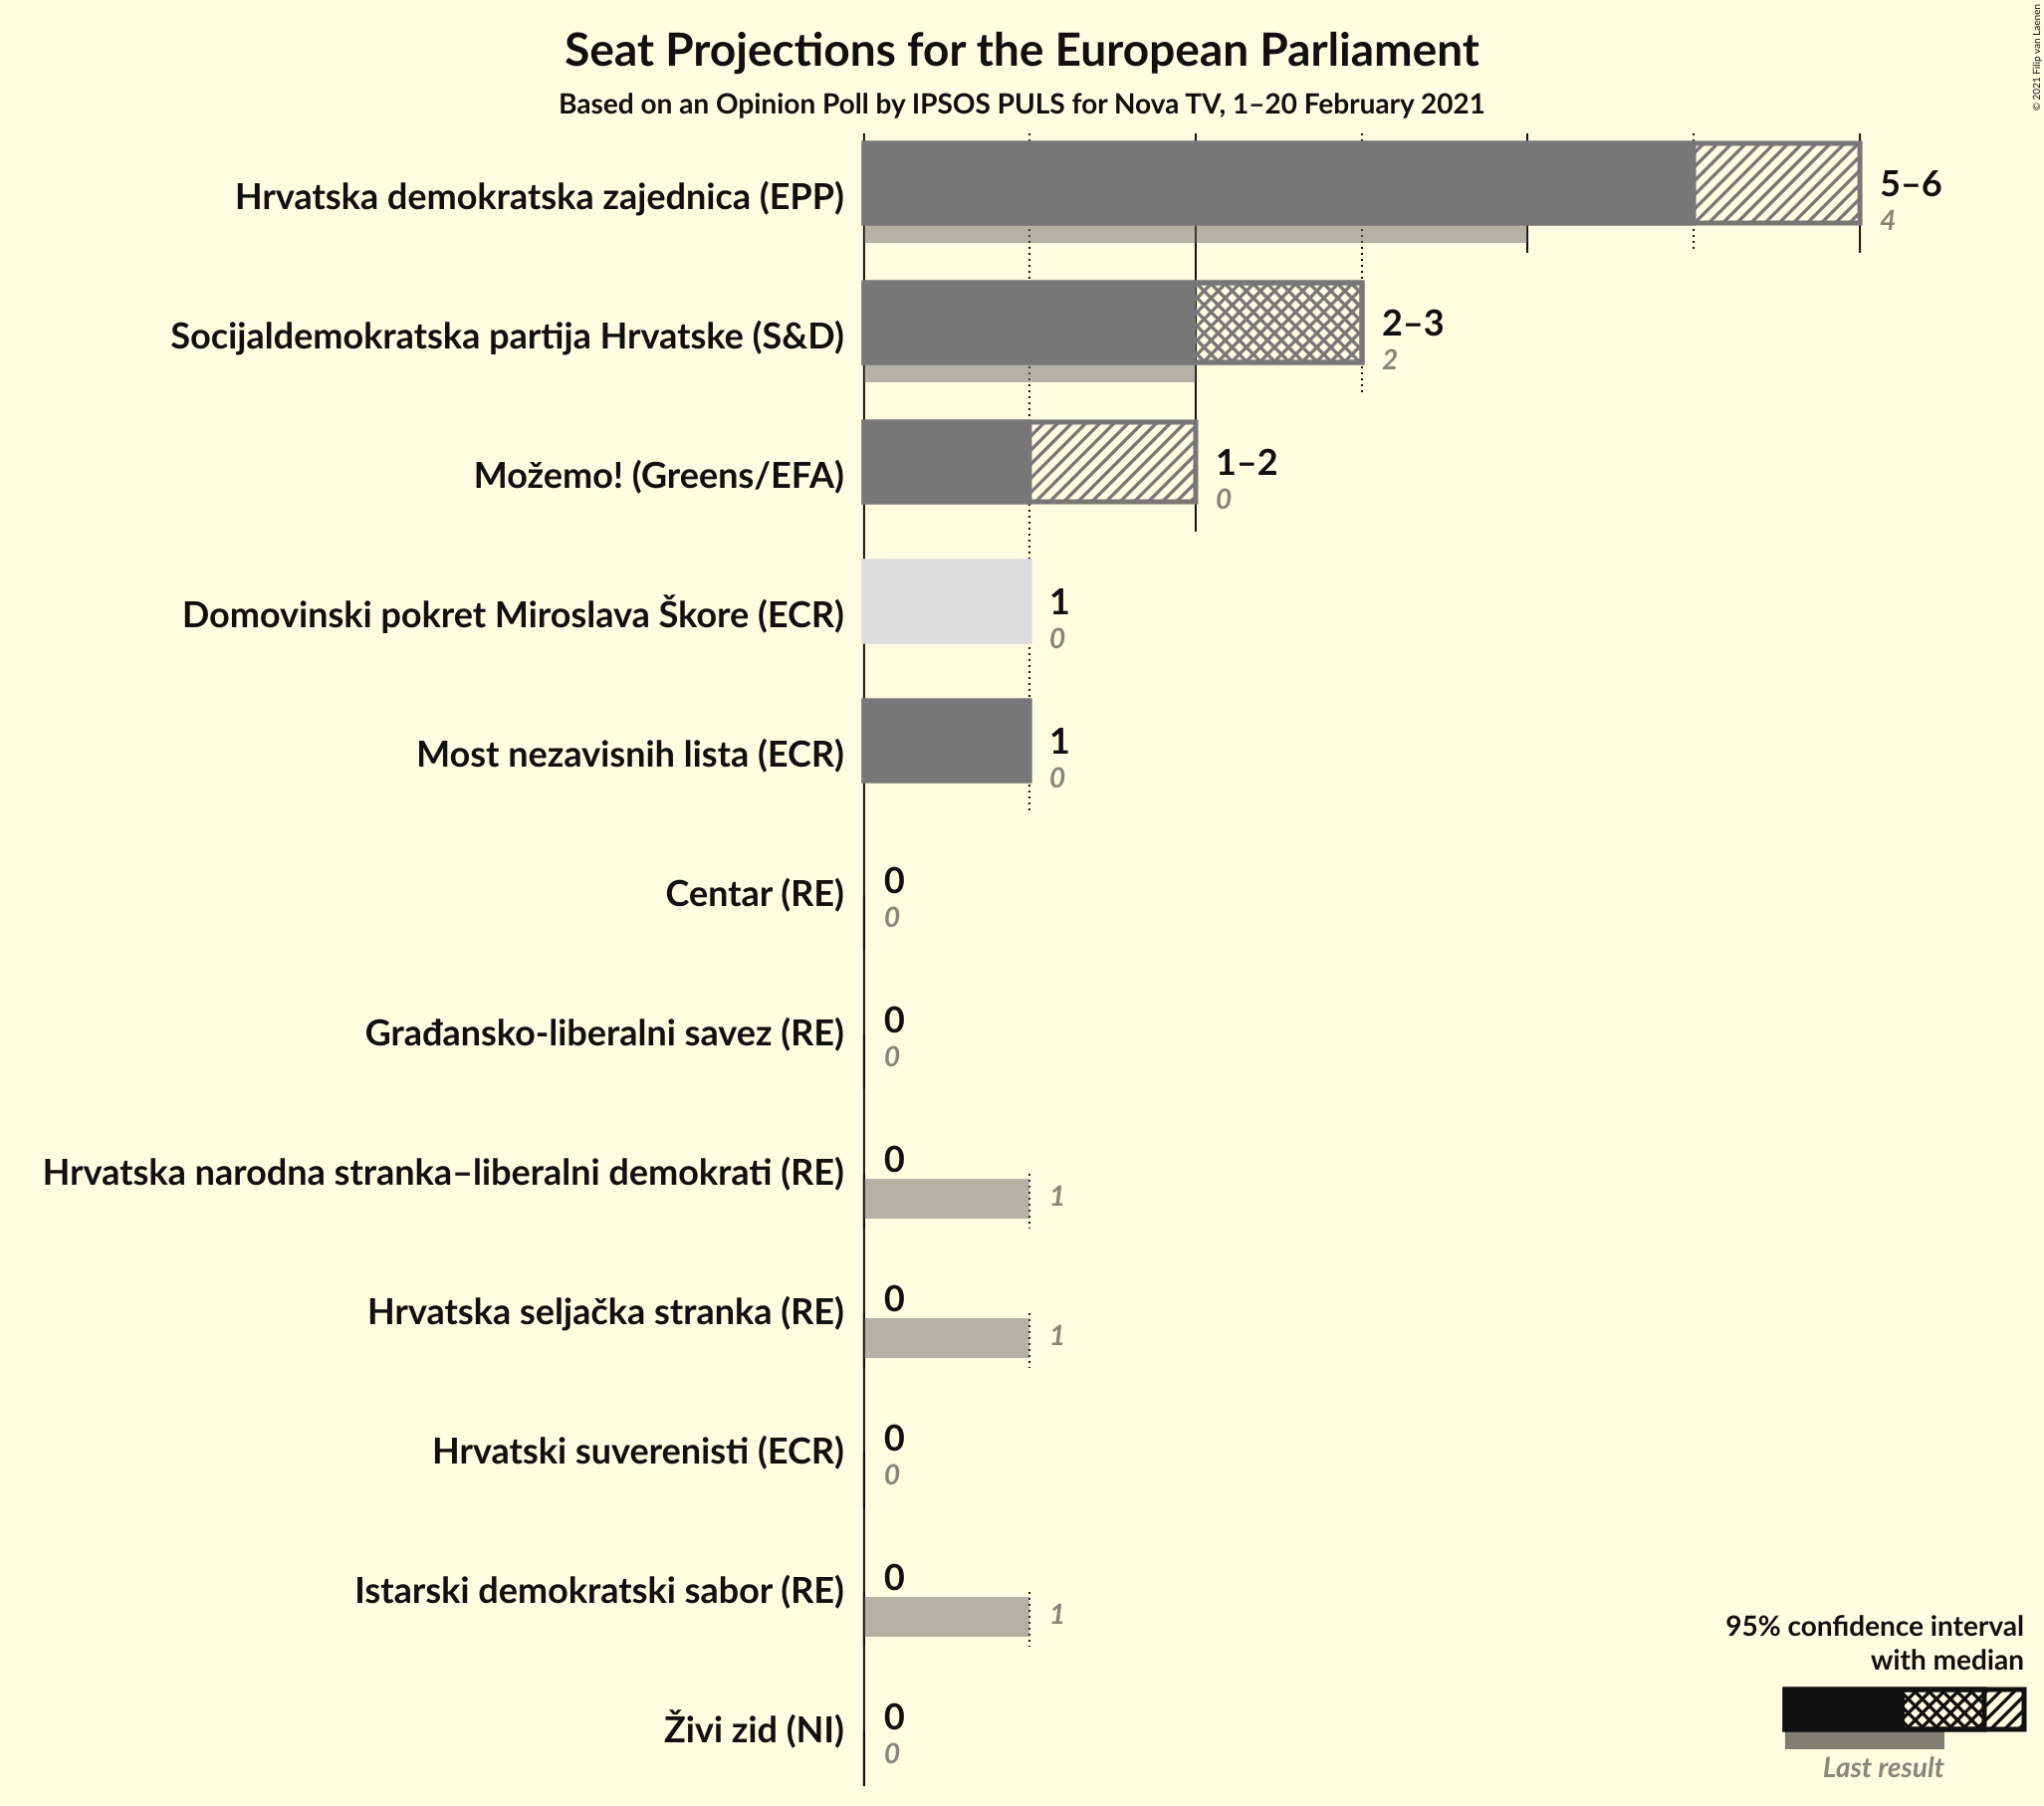 Seat Projections for the European Parliament
Based on an Opinion Poll by IPSOS PULS for Nova TV, 1–20 February 2021
© 2021 Filip van Laenen
Hrvatska demokratska zajednica (EPP)
5–6
4
Socijaldemokratska partija Hrvatske (S&D)
2–3
2
Možemo! (Greens/EFA)
1–2
0
Domovinski pokret Miroslava Škore (ECR)
1
0
Most nezavisnih lista (ECR)
1
0
Centar (RE)
0
0
Građansko-liberalni savez (RE)
0
0
Hrvatska narodna stranka–liberalni demokrati (RE)
0
1
Hrvatska seljačka stranka (RE)
0
1
Hrvatski suverenisti (ECR)
0
0
Istarski demokratski sabor (RE)
0
1
Živi zid (NI)
0
0
95% confidence interval
with median
Last result